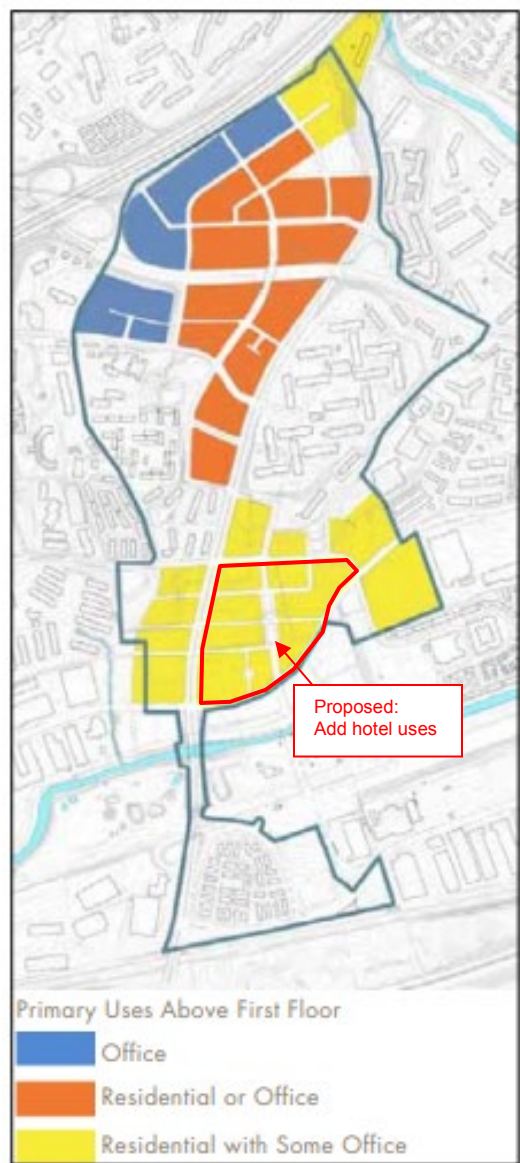 Proposed:
Add hotel uses
Primary Uses Above First Floor
Office
Residential or Office
Residential with Some Office